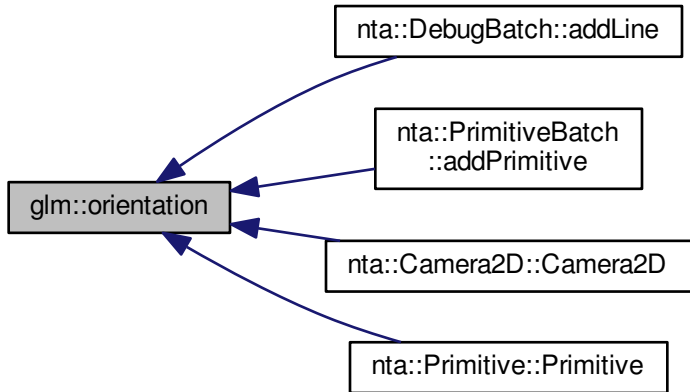 nta::DebugBatch::addLine
nta::PrimitiveBatch
::addPrimitive
glm::orientation
nta::Camera2D::Camera2D
nta::Primitive::Primitive